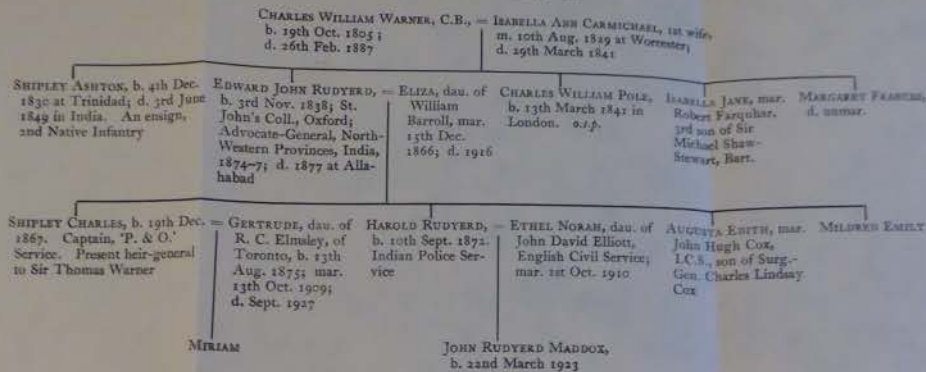 CHARLES WILLIAM WARNER, C.B.,
b. 19th Oct. 1805;
d. 26th Feb. 1887
= ISABELLA ANN CARMICHAEL, 1st wife,
m. 10th Aug. 1829 at Worcester;
d. 29th March 1841
SHIPLEY ASHTON, b. 4th Dec.
1830 at Trinidad; d. 3rd June
1849 in India. An ensign,
2nd Native Infantry
EDWARD JOHN RUDYERD,
b. 3rd Nov. 1838; St.
John's Coll., Oxford;
Advocate-General, North-
Western Provinces, India,
1874-7; d. 1877 at Alla-
habad
= ELIZA, dau. of
William
Barroll, mar.
15th Dec.
1866; d. 1916
CHARLES WILLIAM POLE,
b. 13th March 1841 in
London. o.s.p.
ISABELLA JANE, mar.
Robert Farquhar,
3rd son of Sir
Michael Shaw-
Stewart, Bart.
MARGARET FRANCES,
d. unmar.
SHIPLEY CHARLES, b. 19th Dec.
1867. Captain, 'P. & O.'
Service. Present heir-general
to Sir Thomas Warner
= GERTRUDE, dau. of
R. C. Elmsley, of
Toronto, b. 13th
Aug. 1875; mar.
13th Oct. 1909;
d. Sept. 1927
HAROLD RUDYERD,
b. 10th Sept. 1872.
Indian Police Ser-
vice
= ETHEL NORAH, dau. of
John David Elliott,
English Civil Service;
mar. 1st Oct. 1910
AUGUSTA EDITH, mar.
John Hugh Cox,
I.C.S., son of Surg.-
Gen. Charles Lindsay
Cox
MILDRED EMILY
MIRIAM
JOHN RUDYERD MADDOX,
b. 22nd March 1923